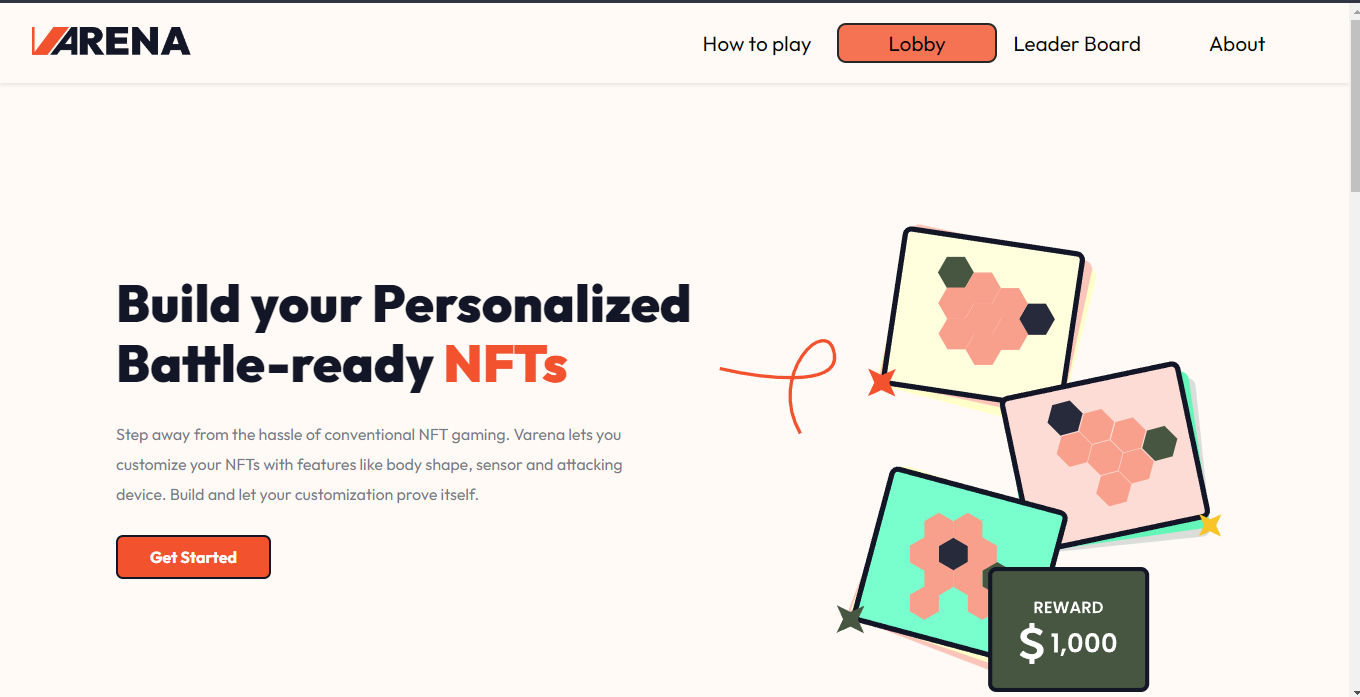 VARENA
How to play
Lobby
Leader Board
About
Build your Personalized
Battle-ready NFTs
Step away from the hassle of conventional NFT gaming. Varena lets you
customize your NFTs with features like body shape, sensor and attacking
device. Build and let your customization prove itself.
Get Started
REWARD
$ 1,000